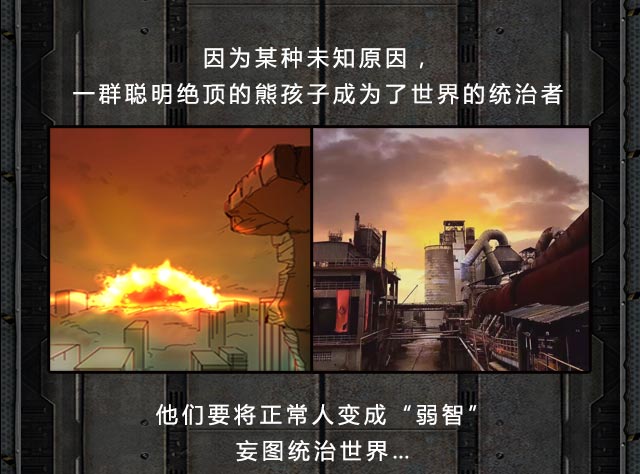 因为某种未知原因，
一群聪明绝顶的熊孩子成为了世界的统治者
他们要将正常人变成“弱智”
妄图统治世界...